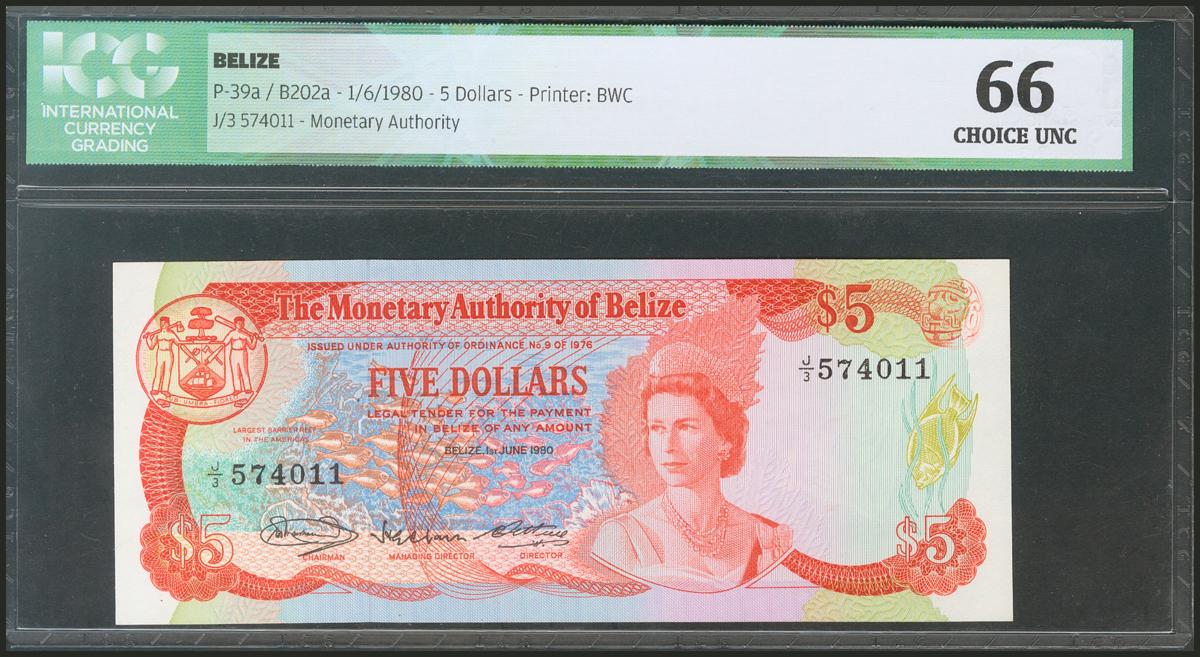 ICG
INTERNATIONAL
CURRENCY
GRADING
BELIZE
P-39a / B202a - 1/6/1980 - 5 Dollars - Printer: BWC
J/3 574011 - Monetary Authority
66
CHOICE UNC
The Monetary Authority of Belize
$5
ISSUED UNDER AUTHORITY OF ORDINANCE No.9 OF 1976
J/3 574011
FIVE DOLLARS
LEGAL TENDER FOR THE PAYMENT
IN BELIZE OF ANY AMOUNT
SUB·UMBRA·FLOREO
LARGEST BARRIER REEF
IN THE AMERICAS
BELIZE, 1ST JUNE 1980
J/3 574011
$5
CHAIRMAN
MANAGING DIRECTOR
DIRECTOR
$5